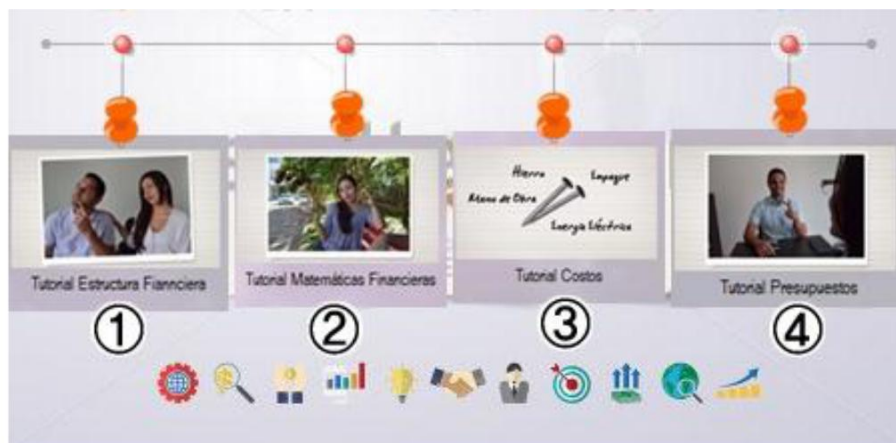 Hierro
Empaque
Mano de Obra
Energía Eléctrica
Tutorial Estructura Fiannciera
Tutorial Matemáticas Financieras
Tutorial Costos
Tutorial Presupuestos
1
2
3
4